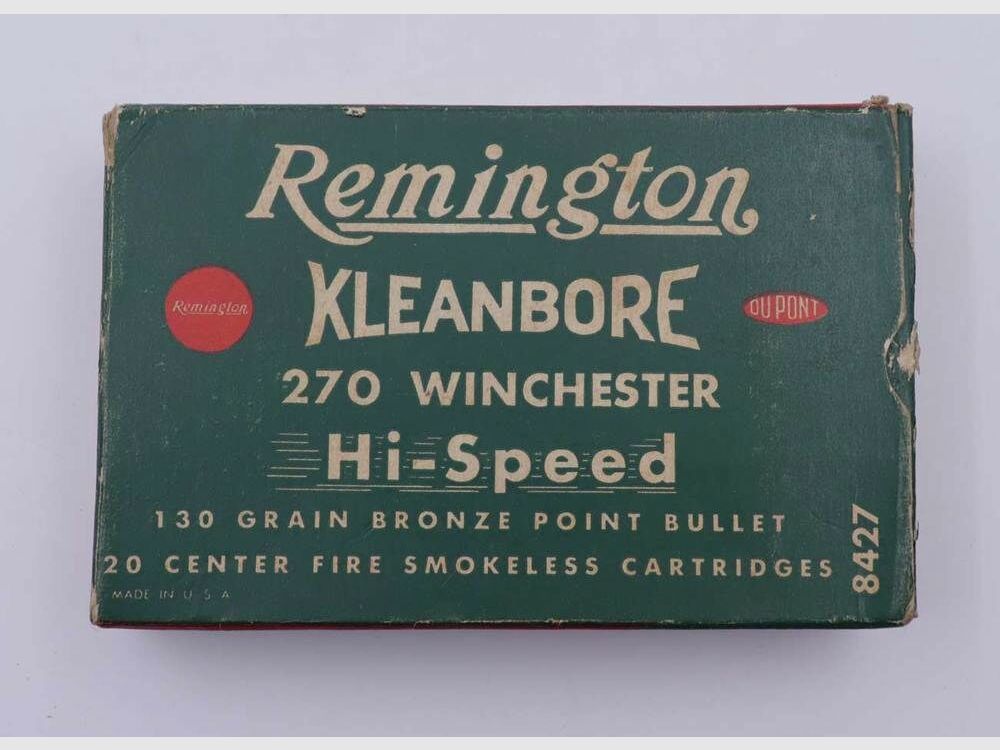 Remington
KLEANBORE
Remington
DU PONT
270 WINCHESTER
Hi-Speed
130 GRAIN BRONZE POINT BULLET
20 CENTER FIRE SMOKELESS CARTRIDGES
8427
MADE IN U S A